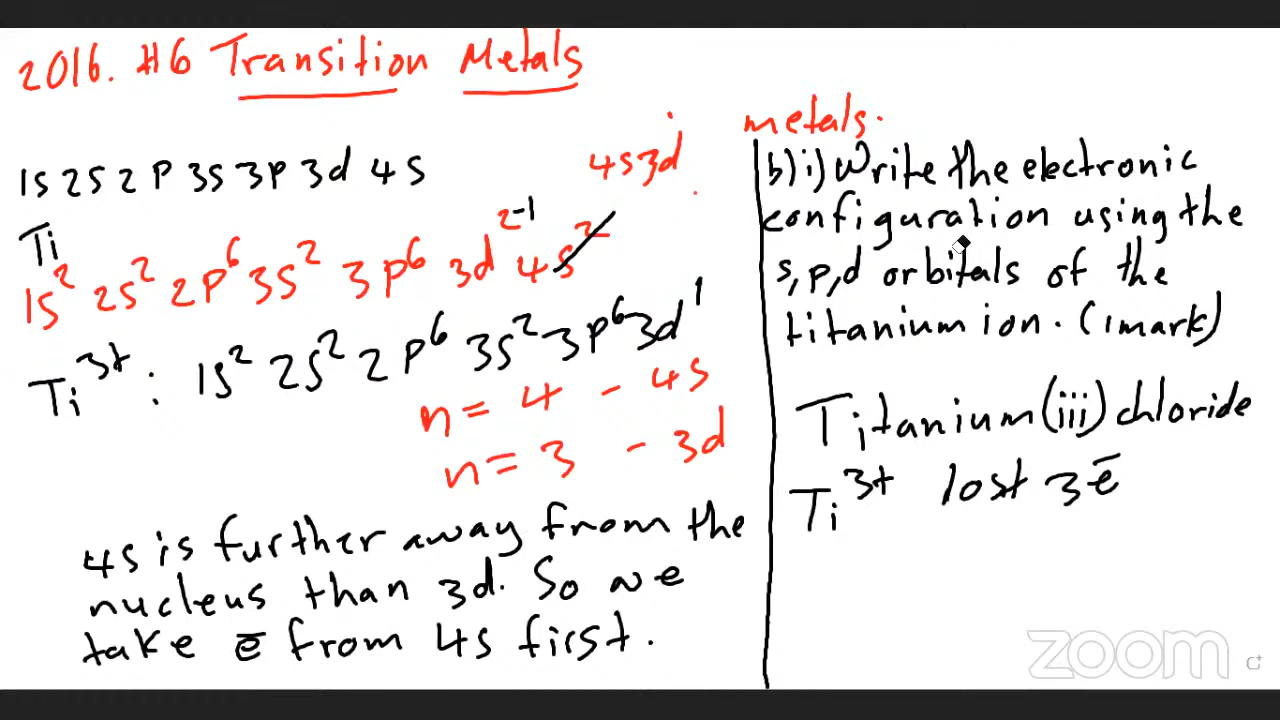 2016. #6 Transition Metals
1s 2s 2p 3s 3p 3d 4s
4s 3d
Ti
1s² 2s² 2p⁶ 3s² 3p⁶ 3d²⁻¹ 4s²
Ti³⁺: 1s² 2s² 2p⁶ 3s² 3p⁶ 3d¹
n = 4 - 4s
n = 3 - 3d
4s is further away from the
nucleus than 3d. So we
take e̅ from 4s first.
metals.
b) i) Write the electronic
configuration using the
s, p, d orbitals of the
titanium ion. (1 mark)
Titanium (iii) chloride
Ti³⁺ lost 3e̅
zoom